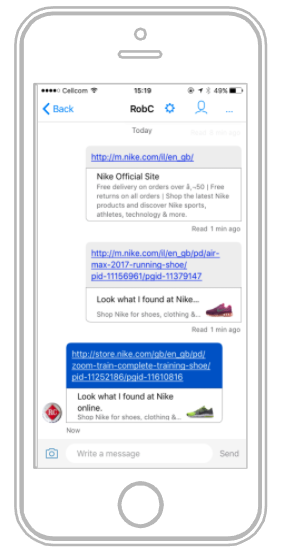 Cellcom 15:19 49%
Back RobC ...
Today
Read 8 min ago
http://m.nike.com/il/en_gb/
Nike Official Site
Free delivery on orders over â‚¬50 | Free
returns on all orders | Shop the latest Nike
products and discover Nike sports,
athletes, technology & more.
Read 1 min ago
http://m.nike.com/il/en_gb/pd/air-
max-2017-running-shoe/
pid-11156961/pgid-11379147
Look what I found at Nike...
Shop Nike for shoes, clothing &...
Read 1 min ago
http://store.nike.com/gb/en_gb/pd/
zoom-train-complete-training-shoe/
pid-11252186/pgid-11610816
Look what I found at Nike
online.
Shop Nike for shoes, clothing &...
Now
Write a message Send